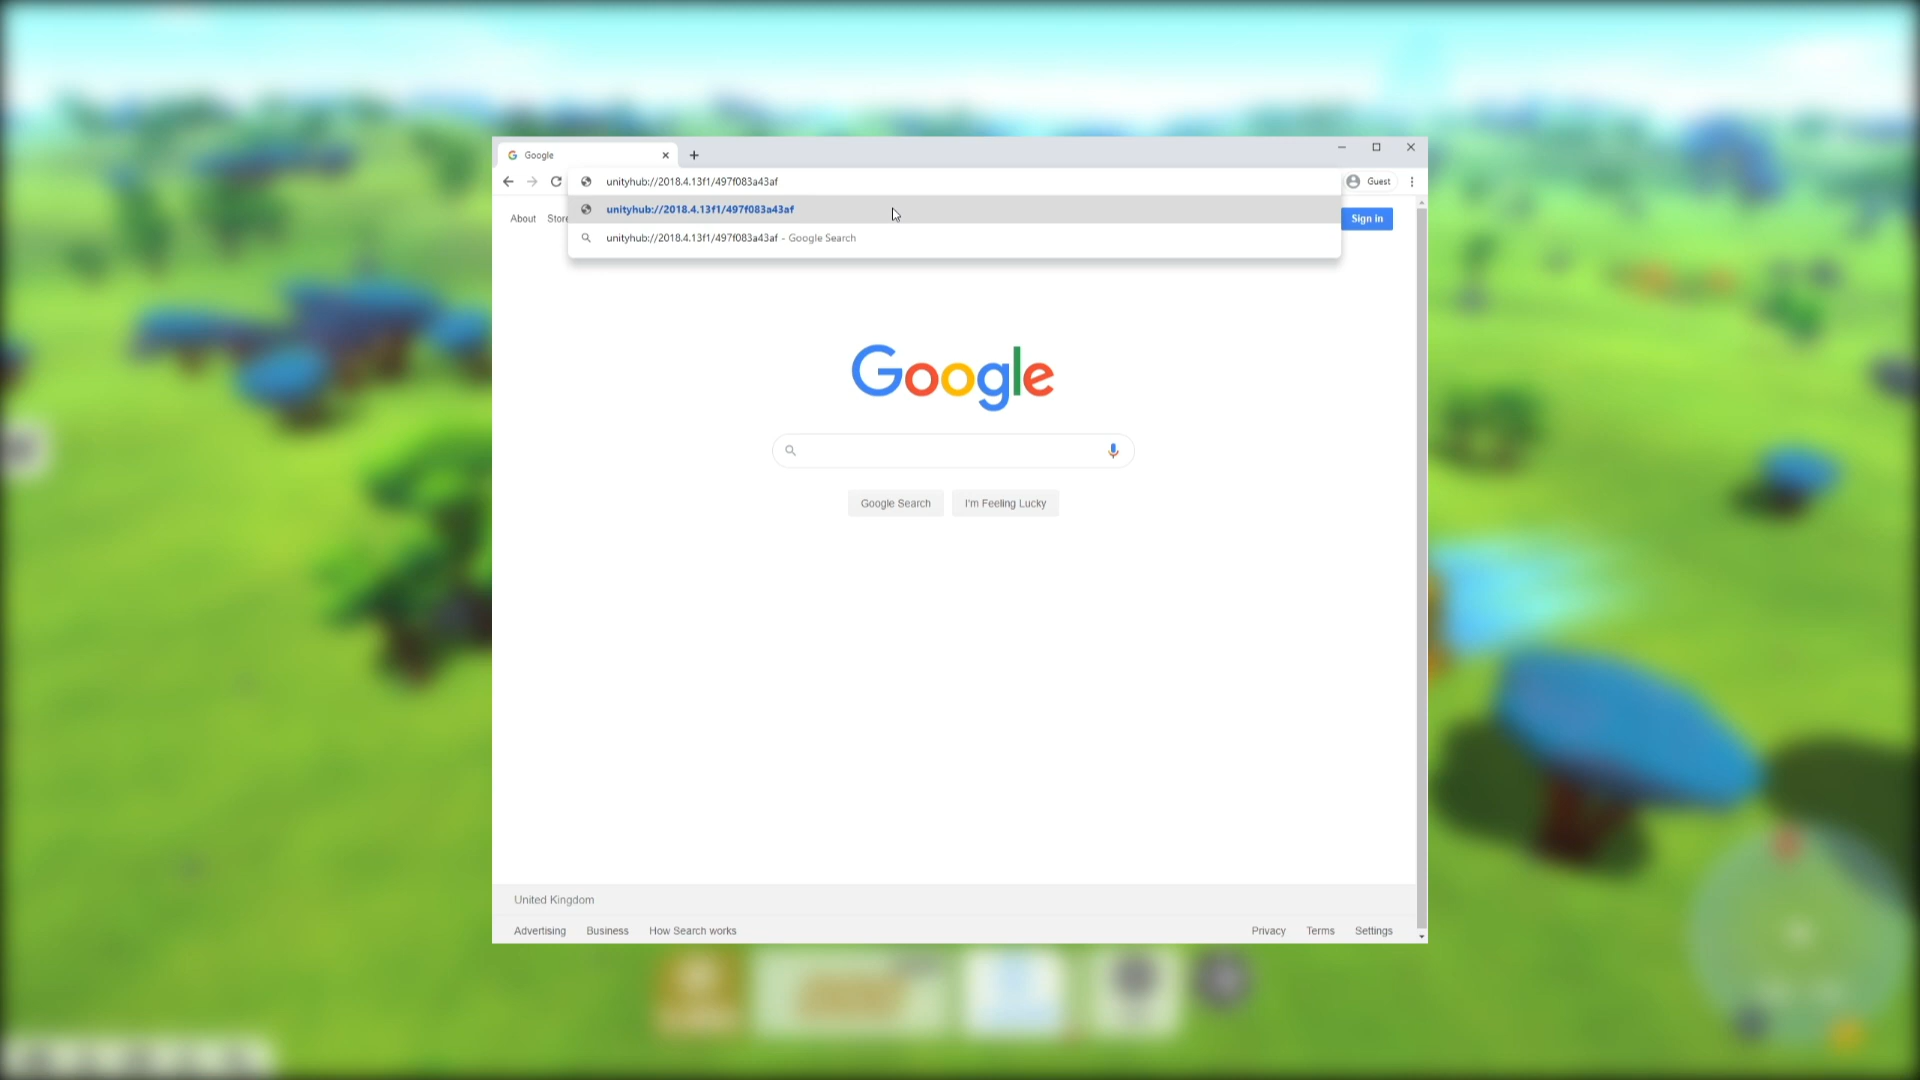 Google
unityhub://2018.4.13f1/497f083a43af
Guest
unityhub://2018.4.13f1/497f083a43af
About Store
Sign in
unityhub://2018.4.13f1/497f083a43af - Google Search
Google
Google Search I'm Feeling Lucky
United Kingdom
Advertising Business How Search works Privacy Terms Settings